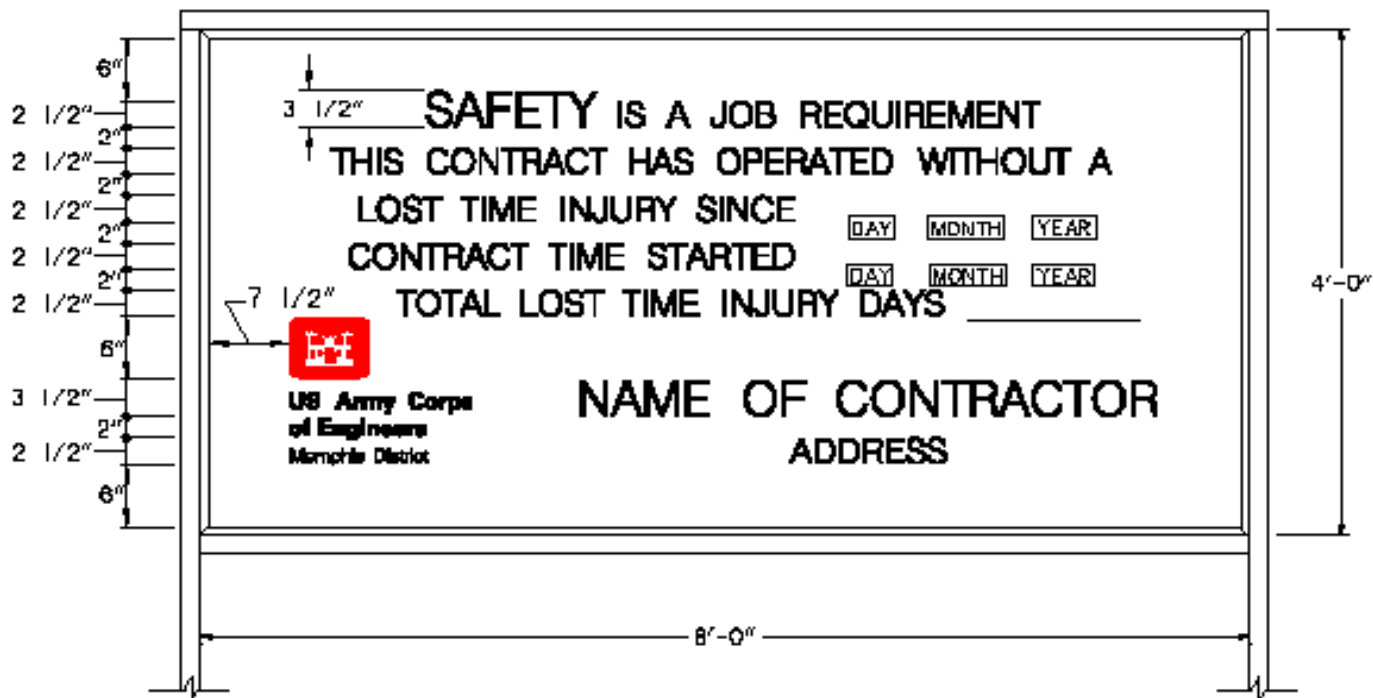 6"
2 1/2"
2"
2 1/2"
2"
2 1/2"
2"
2 1/2"
2"
2 1/2"
6"
3 1/2"
2"
2 1/2"
6"
3 1/2"
SAFETY IS A JOB REQUIREMENT
THIS CONTRACT HAS OPERATED WITHOUT A
LOST TIME INJURY SINCE DAY MONTH YEAR
CONTRACT TIME STARTED DAY MONTH YEAR
TOTAL LOST TIME INJURY DAYS
7 1/2"
US Army Corps
of Engineers
Memphis District
NAME OF CONTRACTOR
ADDRESS
4'-0"
8'-0"